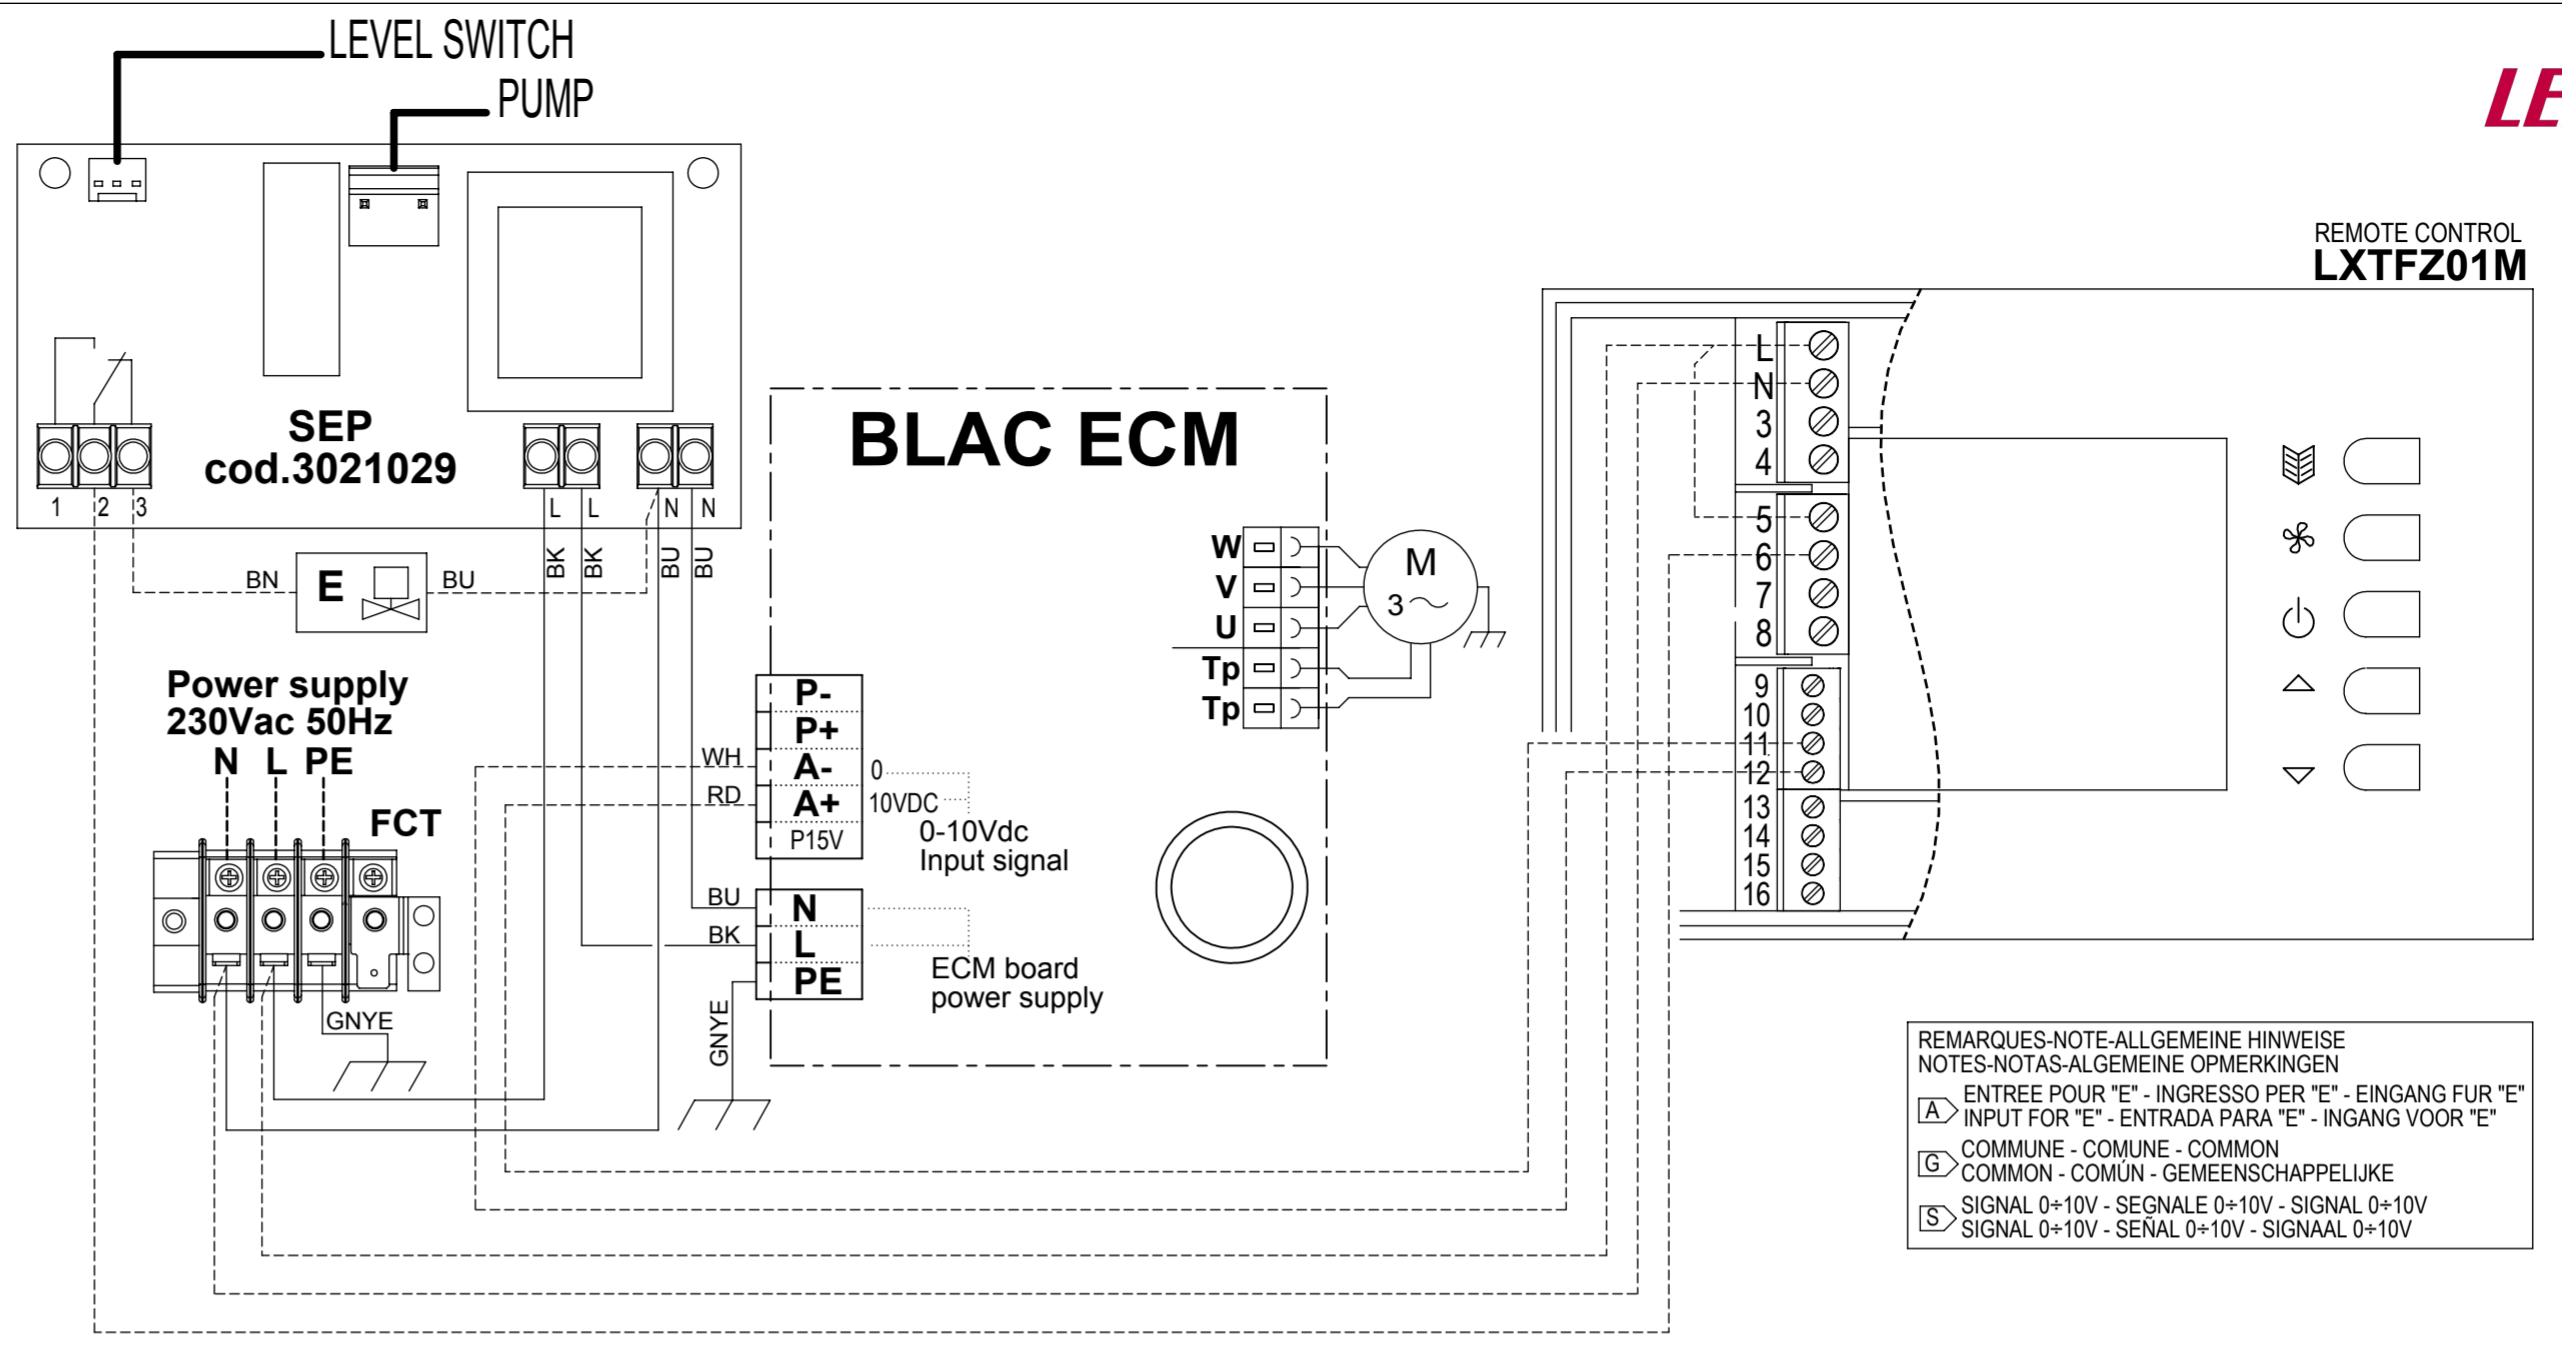 LEVEL SWITCH
PUMP
LE
REMOTE CONTROL
LXTFZ01M
SEP
cod.3021029
1 2 3 L L N N
BN E BU
BK BK BU BU
BLAC ECM
W
V
U
Tp
Tp
M
3
Power supply
230Vac 50Hz
N L PE
FCT
GNYE
P-
P+
WH A- 0
RD A+ 10VDC
P15V
0-10Vdc
Input signal
BU N
BK L
PE
GNYE
ECM board
power supply
L
N
3
4
5
6
7
8
9
10
11
12
13
14
15
16
REMARQUES-NOTE-ALLGEMEINE HINWEISE
NOTES-NOTAS-ALGEMEINE OPMERKINGEN
A ENTREE POUR "E" - INGRESSO PER "E" - EINGANG FUR "E"
INPUT FOR "E" - ENTRADA PARA "E" - INGANG VOOR "E"
G COMMUNE - COMUNE - COMMON
COMMON - COMÚN - GEMEENSCHAPPELIJKE
S SIGNAL 0÷10V - SEGNALE 0÷10V - SIGNAL 0÷10V
SIGNAL 0÷10V - SEÑAL 0÷10V - SIGNAAL 0÷10V